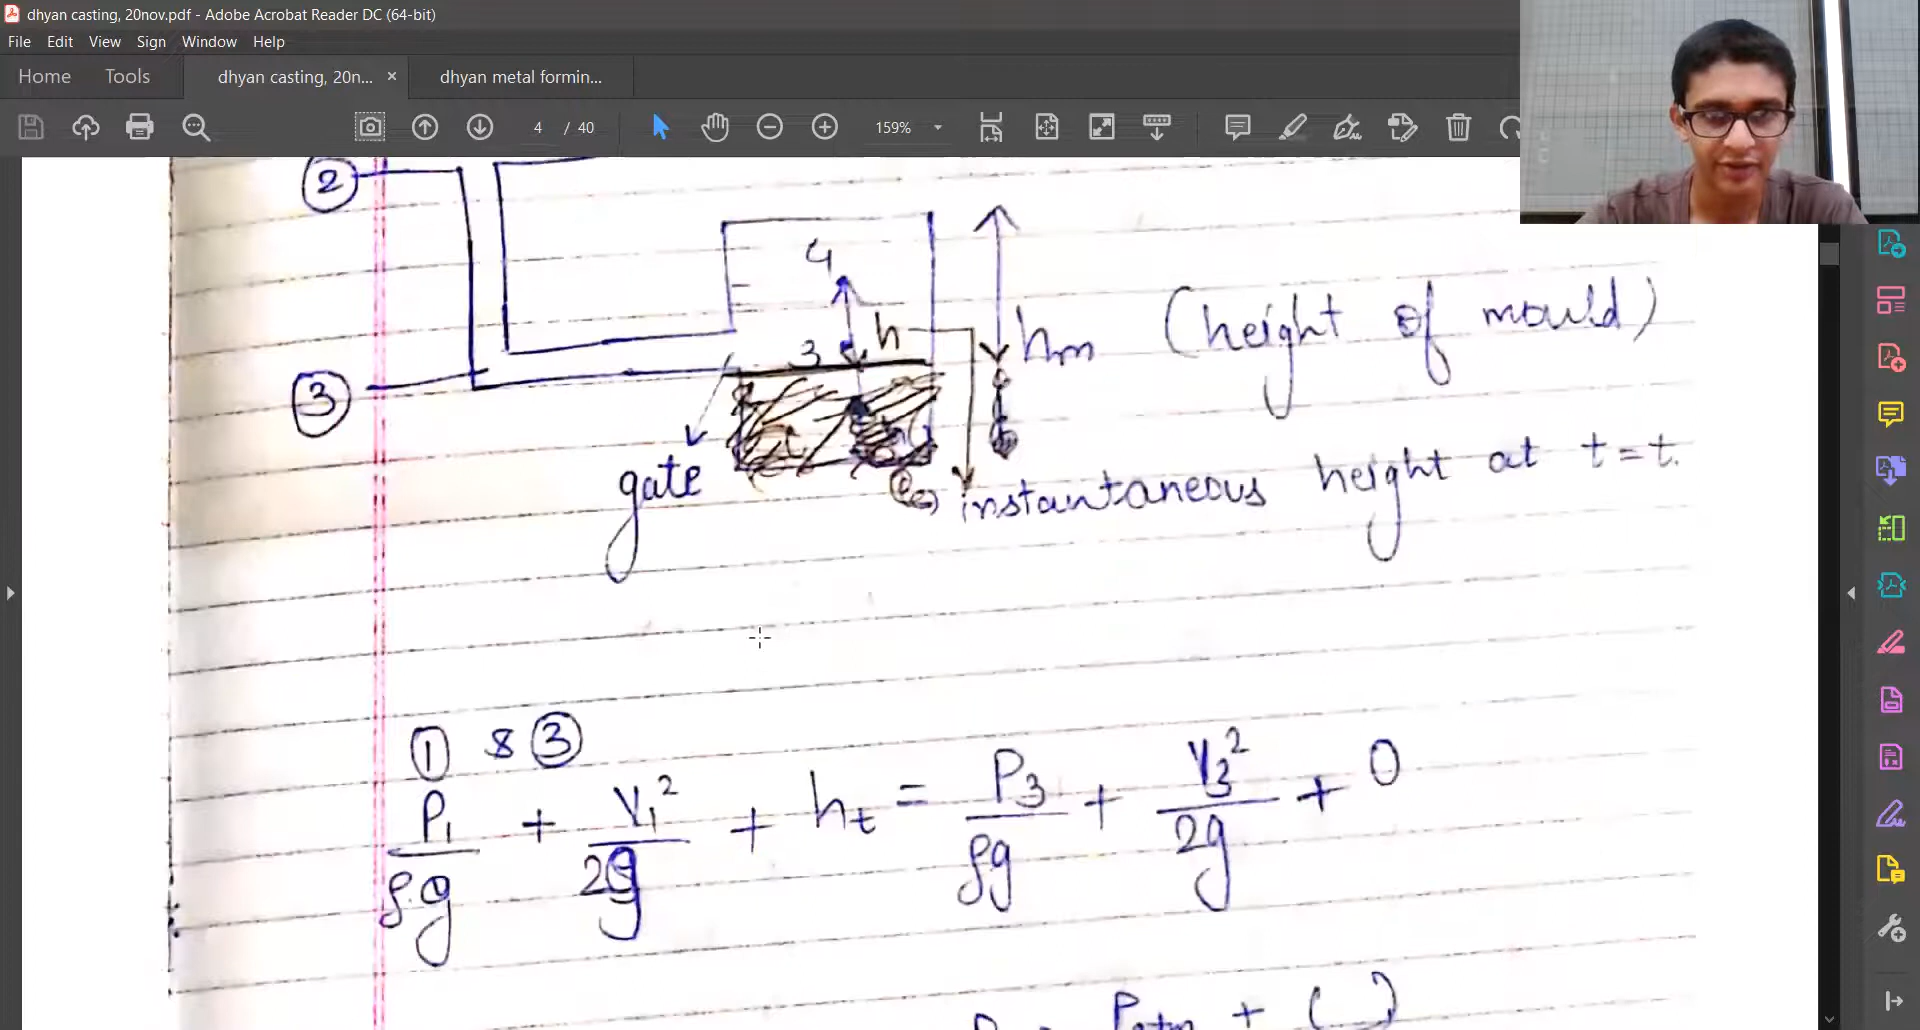 dhyan casting, 20nov.pdf - Adobe Acrobat Reader DC (64-bit)
File Edit View Sign Window Help
Home Tools dhyan casting, 20n... × dhyan metal formin...
4 / 40 159%
②
4
h
3
hm (height of mould)
③
gate
instantaneous height at t=t.
① & ③
P₁/ρg + V₁²/2g + ht = P₃/ρg + V₃²/2g + 0
Patm + ( )